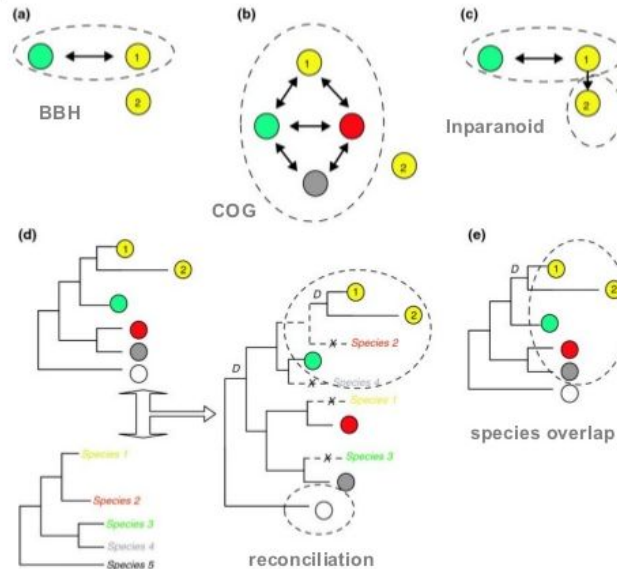 (a)
1
2
BBH
(b)
1
2
COG
(c)
1
2
Inparanoid
(d)
1
2
Species 1
Species 2
Species 3
Species 4
Species 5
D
D
1
2
Species 2
Species 4
Species 1
Species 3
reconciliation
(e)
D
1
2
species overlap